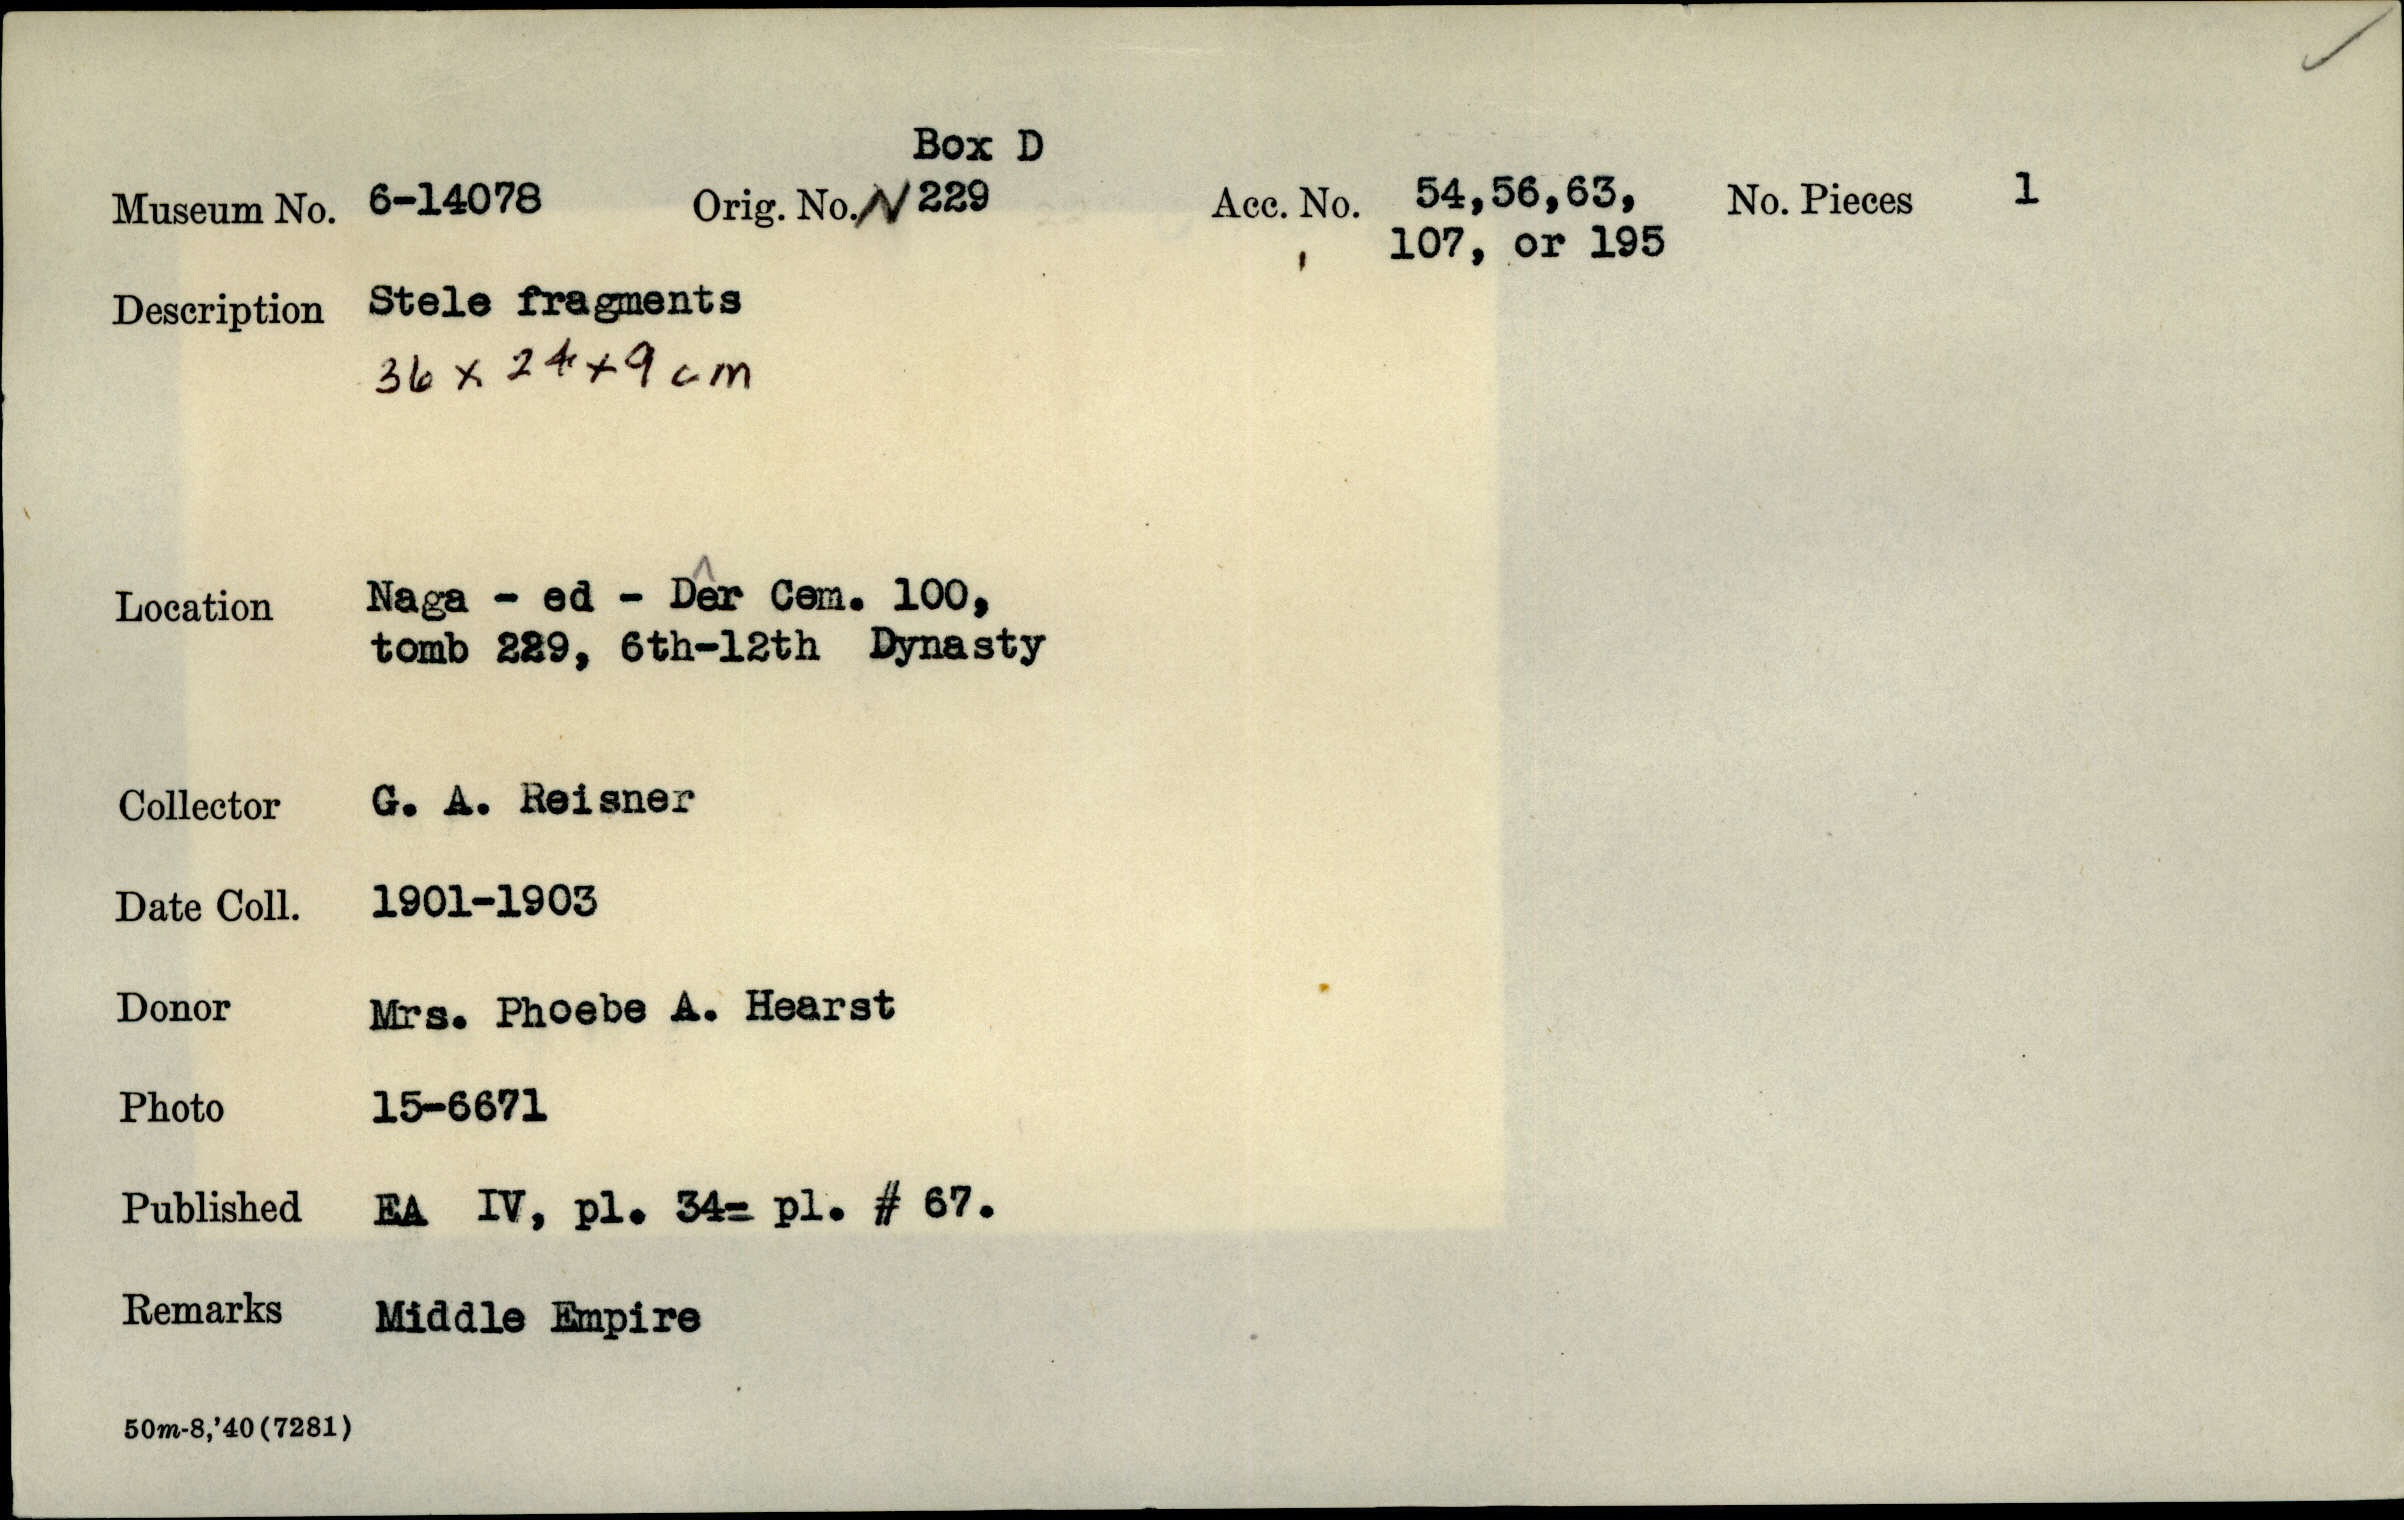 Box D
Museum No. 6-14078 Orig. No. N 229 Acc. No. 54,56,63, No. Pieces 1
107, or 195
Description Stele fragments
36 x 24 x 9 cm
Location Naga - ed - Dêr Cem. 100,
tomb 229, 6th-12th Dynasty
Collector G. A. Reisner
Date Coll. 1901-1903
Donor Mrs. Phoebe A. Hearst
Photo 15-6671
Published EA IV, pl. 34= pl. # 67.
Remarks Middle Empire
50m-8,'40(7281)